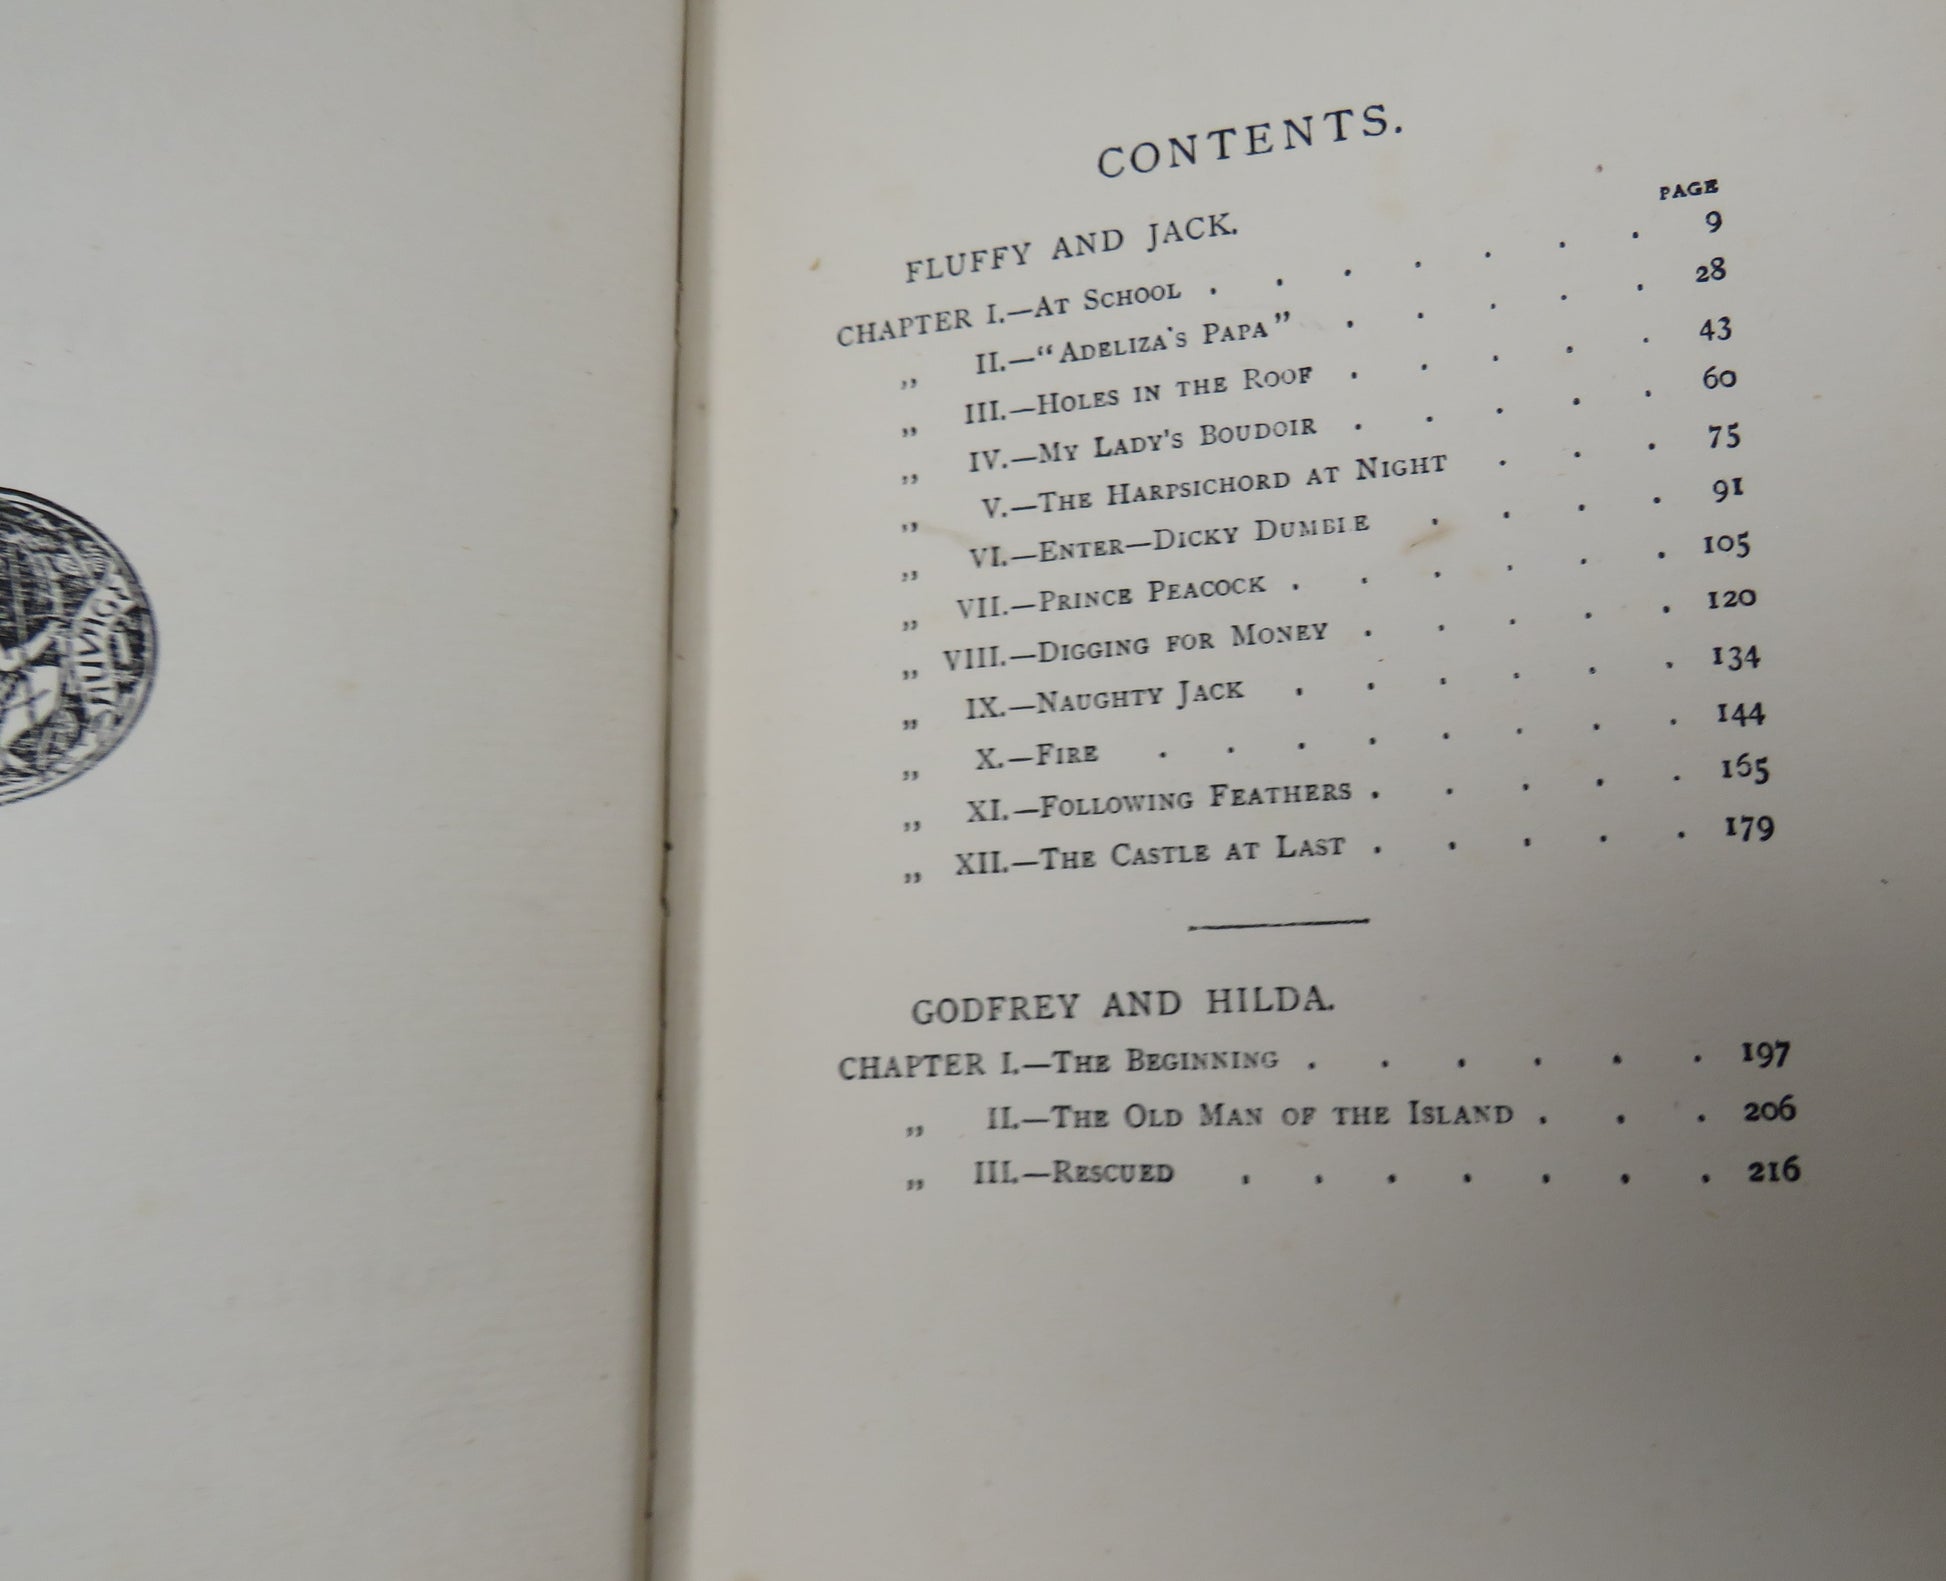 CONTENTS.
PAGE
FLUFFY AND JACK.
CHAPTER I.—AT SCHOOL . . . . . . . 9
„ II.—“ADELIZA'S PAPA” . . . . . 28
„ III.—HOLES IN THE ROOF . . . . . 43
„ IV.—MY LADY'S BOUDOIR . . . . . 60
„ V.—THE HARPSICHORD AT NIGHT . . . 75
„ VI.—ENTER—DICKY DUMBLE . . . . 91
„ VII.—PRINCE PEACOCK . . . . . . 105
„ VIII.—DIGGING FOR MONEY . . . . . 120
„ IX.—NAUGHTY JACK . . . . . . 134
„ X.—FIRE . . . . . . . . 144
„ XI.—FOLLOWING FEATHERS . . . . . 165
„ XII.—THE CASTLE AT LAST . . . . . 179
GODFREY AND HILDA.
CHAPTER I.—THE BEGINNING . . . . . . 197
„ II.—THE OLD MAN OF THE ISLAND . . . 206
„ III.—RESCUED . . . . . . . 216